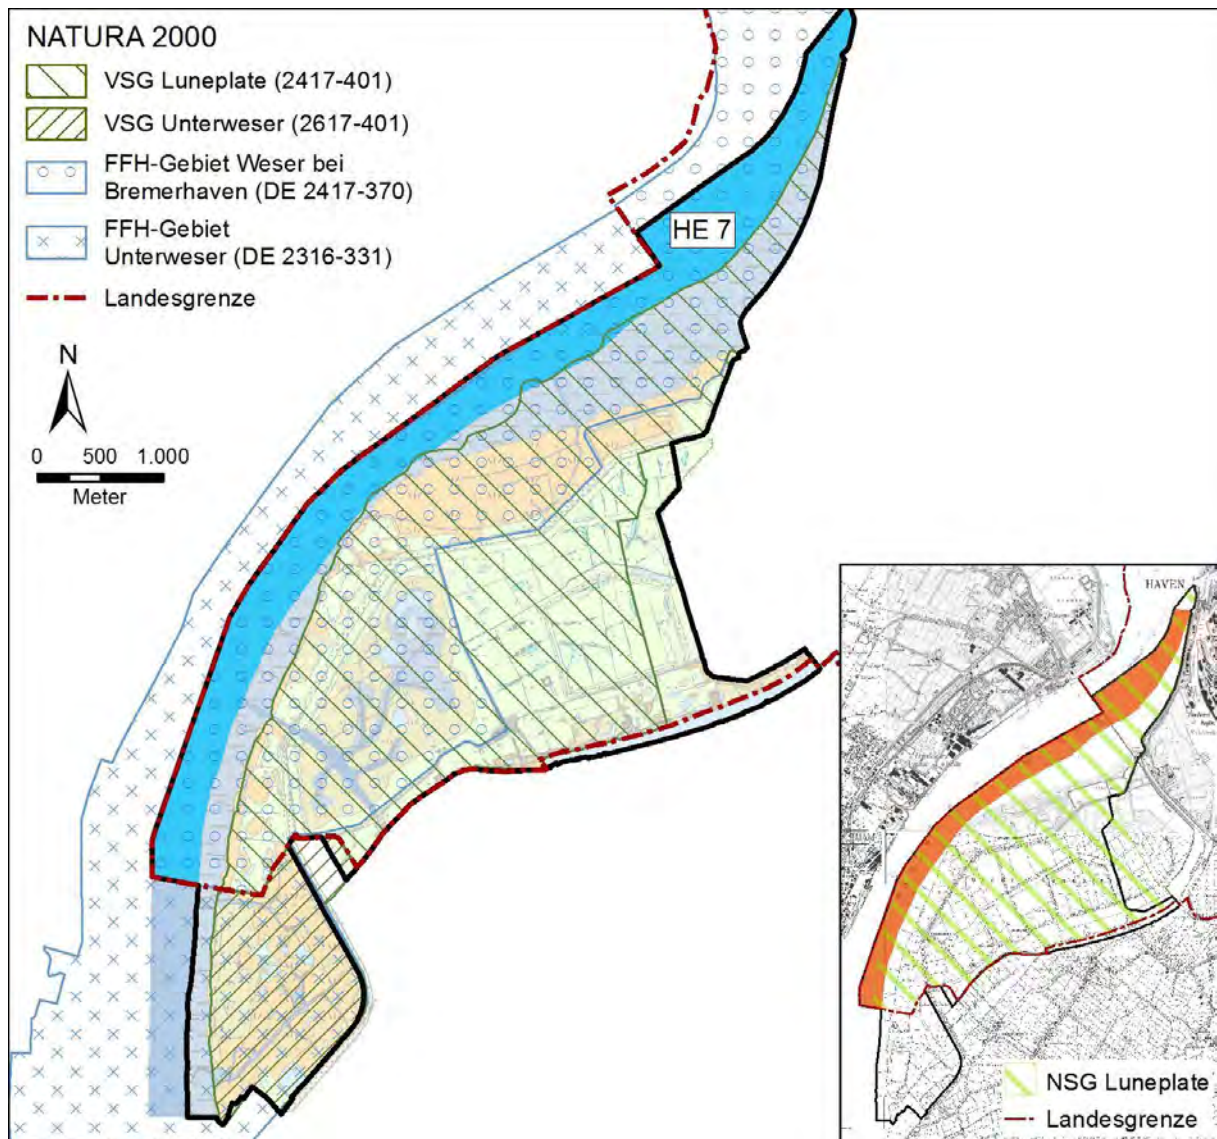 NATURA 2000
VSG Luneplate (2417-401)
VSG Unterweser (2617-401)
FFH-Gebiet Weser bei
Bremerhaven (DE 2417-370)
FFH-Gebiet
Unterweser (DE 2316-331)
Landesgrenze
N
0 500 1.000
Meter
HE 7
HAVEN
NSG Luneplate
Landesgrenze